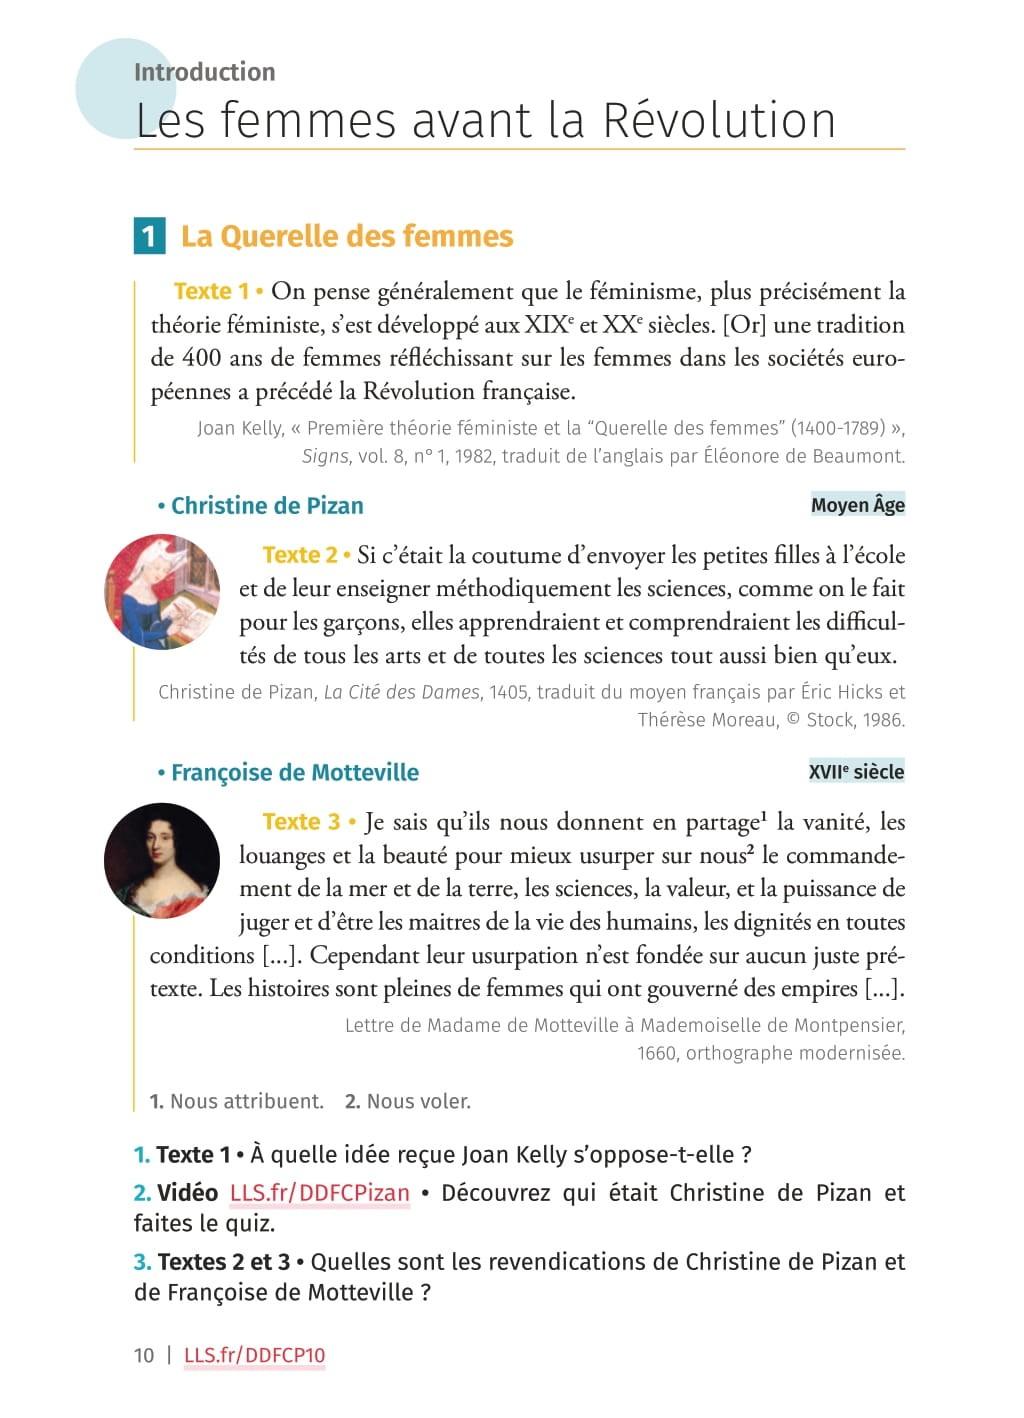 Introduction
Les femmes avant la Révolution
1 La Querelle des femmes
Texte 1 • On pense généralement que le féminisme, plus précisément la
théorie féministe, s'est développé aux XIXe et XXe siècles. [Or] une tradition
de 400 ans de femmes réfléchissant sur les femmes dans les sociétés euro-
péennes a précédé la Révolution française.
Joan Kelly, « Première théorie féministe et la “Querelle des femmes” (1400-1789) »,
Signs, vol. 8, n° 1, 1982, traduit de l'anglais par Éléonore de Beaumont.
• Christine de Pizan Moyen Âge
Texte 2 • Si c'était la coutume d'envoyer les petites filles à l'école
et de leur enseigner méthodiquement les sciences, comme on le fait
pour les garçons, elles apprendraient et comprendraient les difficul-
tés de tous les arts et de toutes les sciences tout aussi bien qu'eux.
Christine de Pizan, La Cité des Dames, 1405, traduit du moyen français par Éric Hicks et
Thérèse Moreau, © Stock, 1986.
• Françoise de Motteville XVIIe siècle
Texte 3 • Je sais qu'ils nous donnent en partage¹ la vanité, les
louanges et la beauté pour mieux usurper sur nous² le commande-
ment de la mer et de la terre, les sciences, la valeur, et la puissance de
juger et d'être les maitres de la vie des humains, les dignités en toutes
conditions [...]. Cependant leur usurpation n'est fondée sur aucun juste pré-
texte. Les histoires sont pleines de femmes qui ont gouverné des empires [...].
Lettre de Madame de Motteville à Mademoiselle de Montpensier,
1660, orthographe modernisée.
1. Nous attribuent. 2. Nous voler.
1. Texte 1 • À quelle idée reçue Joan Kelly s'oppose-t-elle ?
2. Vidéo LLS.fr/DDFCPizan • Découvrez qui était Christine de Pizan et
faites le quiz.
3. Textes 2 et 3 • Quelles sont les revendications de Christine de Pizan et
de Françoise de Motteville ?
10 | LLS.fr/DDFCP10